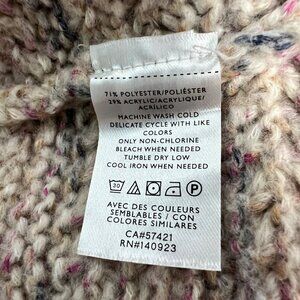 71% POLYESTER/POLIÉSTER
29% ACRYLIC/ACRYLIQUE/
ACRÍLICO
MACHINE WASH COLD
DELICATE CYCLE WITH LIKE
COLORS
ONLY NON-CHLORINE
BLEACH WHEN NEEDED
TUMBLE DRY LOW
COOL IRON WHEN NEEDED
30 P
AVEC DES COULEURS
SEMBLABLES / CON
COLORES SIMILARES
CA#57421
RN#140923